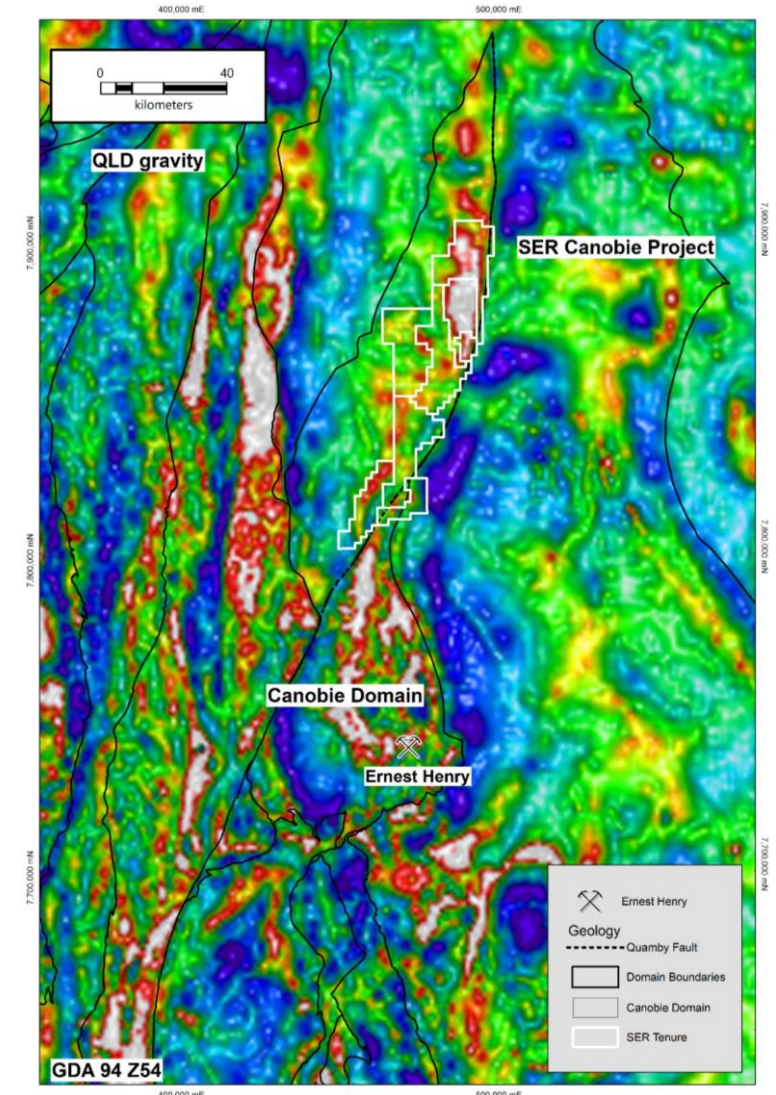 400,000 mE
500,000 mE
0
40
kilometers
QLD gravity
7,900,000 mN
7,900,000 mN
SER Canobie Project
7,800,000 mN
7,800,000 mN
Canobie Domain
Ernest Henry
7,700,000 mN
7,700,000 mN
Ernest Henry
Geology
Quamby Fault
Domain Boundaries
Canobie Domain
SER Tenure
GDA 94 Z54
400,000 mE
500,000 mE